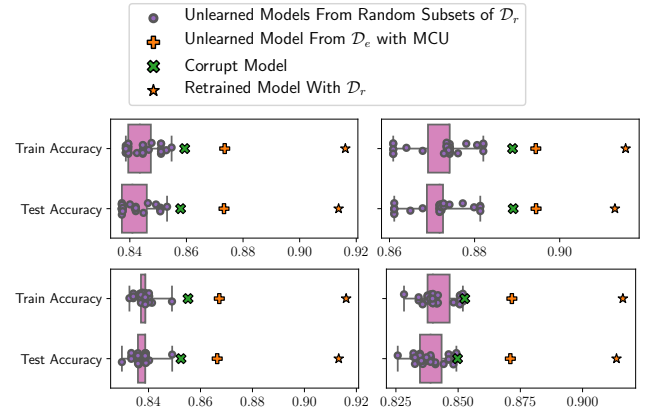 Unlearned Models From Random Subsets of 𝒟ᵣ
Unlearned Model From 𝒟ₑ with MCU
Corrupt Model
Retrained Model With 𝒟ᵣ
Train Accuracy
Test Accuracy
0.84 0.86 0.88 0.90 0.92
0.86 0.88 0.90
Train Accuracy
Test Accuracy
0.84 0.86 0.88 0.90 0.92
0.825 0.850 0.875 0.900